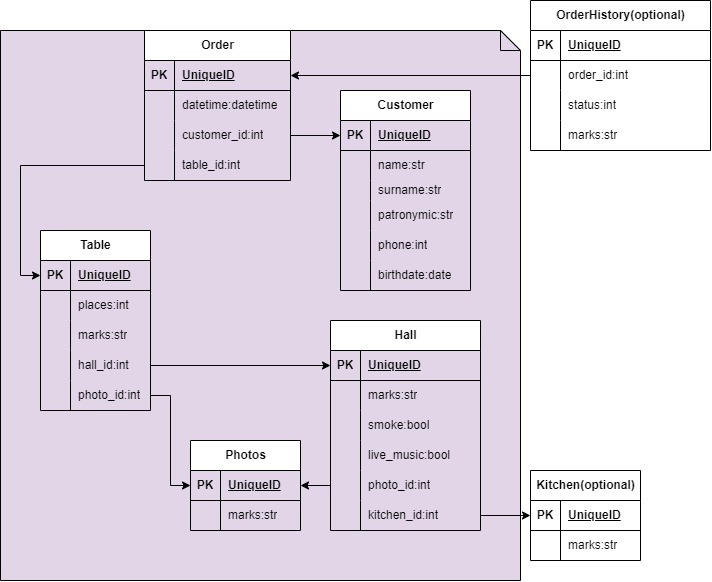 OrderHistory(optional)
PK UniqueID
order_id:int
status:int
marks:str
Order
PK UniqueID
datetime:datetime
customer_id:int
table_id:int
Customer
PK UniqueID
name:str
surname:str
patronymic:str
phone:int
birthdate:date
Table
PK UniqueID
places:int
marks:str
hall_id:int
photo_id:int
Hall
PK UniqueID
marks:str
smoke:bool
live_music:bool
photo_id:int
kitchen_id:int
Photos
PK UniqueID
marks:str
Kitchen(optional)
PK UniqueID
marks:str